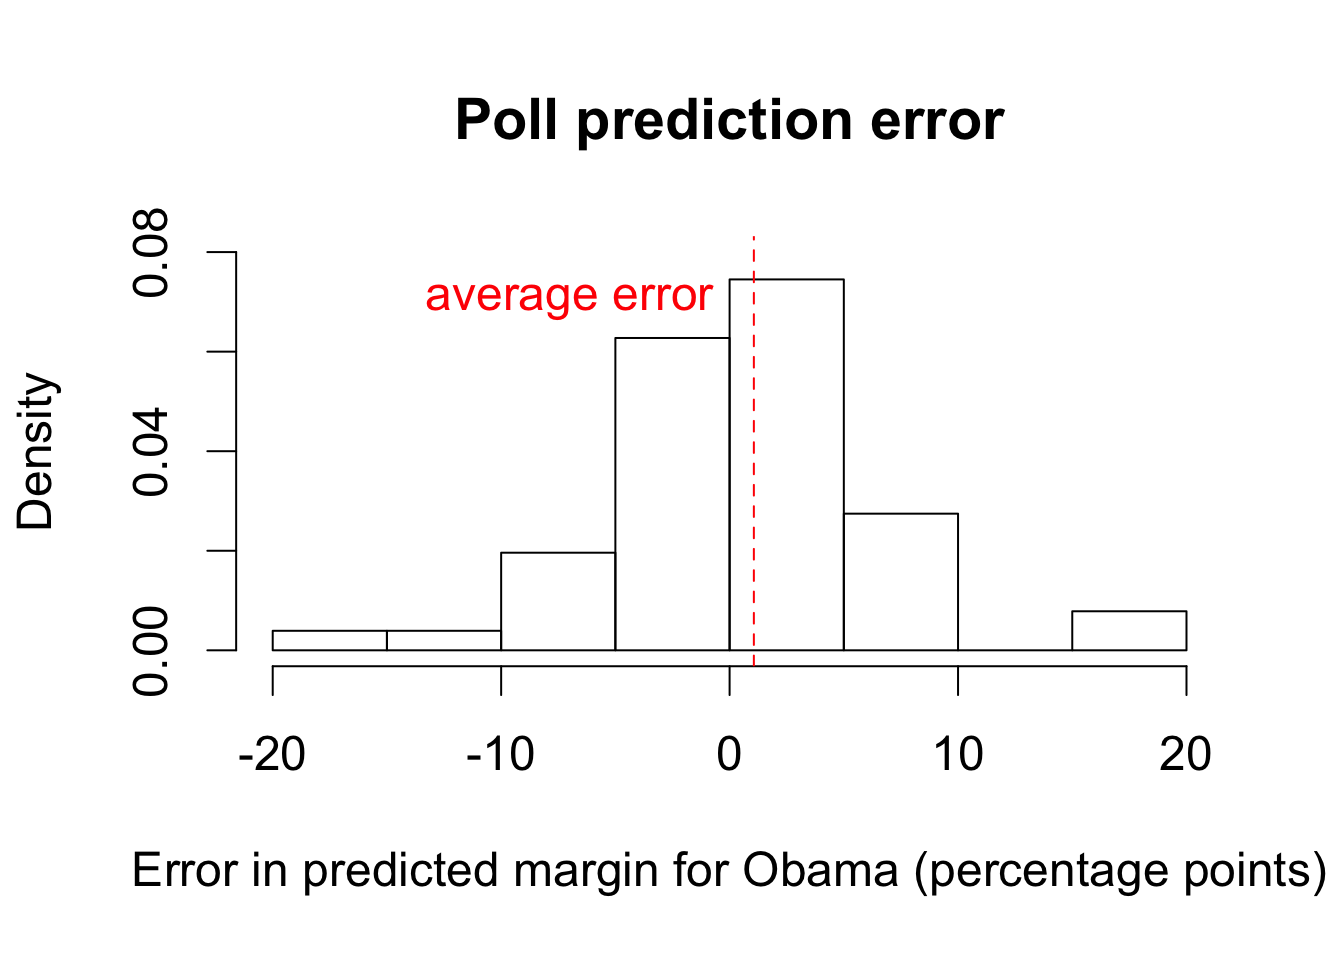 Poll prediction error
average error
Density
0.08
0.04
0.00
-20 -10 0 10 20
Error in predicted margin for Obama (percentage points)